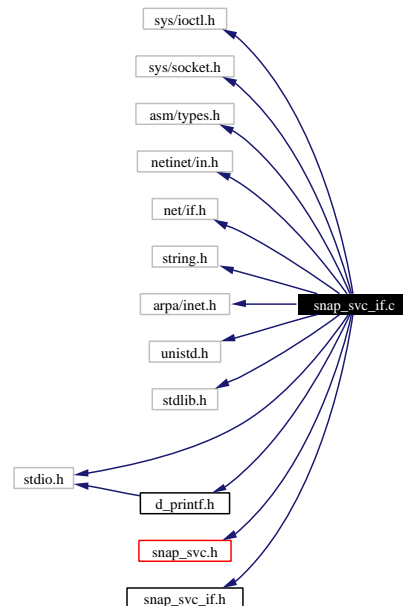 sys/ioctl.h
sys/socket.h
asm/types.h
netinet/in.h
net/if.h
string.h
arpa/inet.h
snap_svc_if.c
unistd.h
stdlib.h
stdio.h
d_printf.h
snap_svc.h
snap_svc_if.h